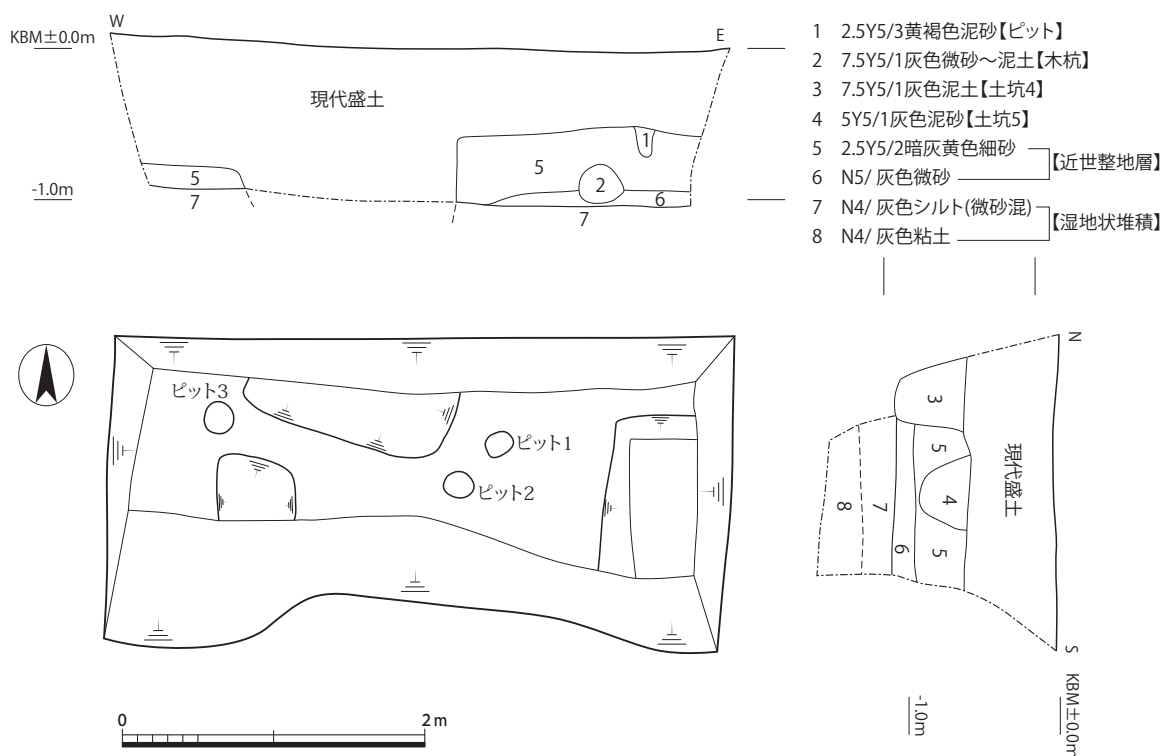 W
KBM±0.0m
E
現代盛土
1
5
5
2
-1.0m
7
6
7
1 2.5Y5/3黄褐色泥砂【ピット】
2 7.5Y5/1灰色微砂～泥土【木杭】
3 7.5Y5/1灰色泥土【土坑4】
4 5Y5/1灰色泥砂【土坑5】
5 2.5Y5/2暗灰黄色細砂
6 N5/ 灰色微砂
【近世整地層】
7 N4/ 灰色シルト(微砂混)
8 N4/ 灰色粘土
【湿地状堆積】
ピット3
ピット1
ピット2
N
3
5
現代盛土
4
8
7
6
5
S
-1.0m
KBM±0.0m
0
2m